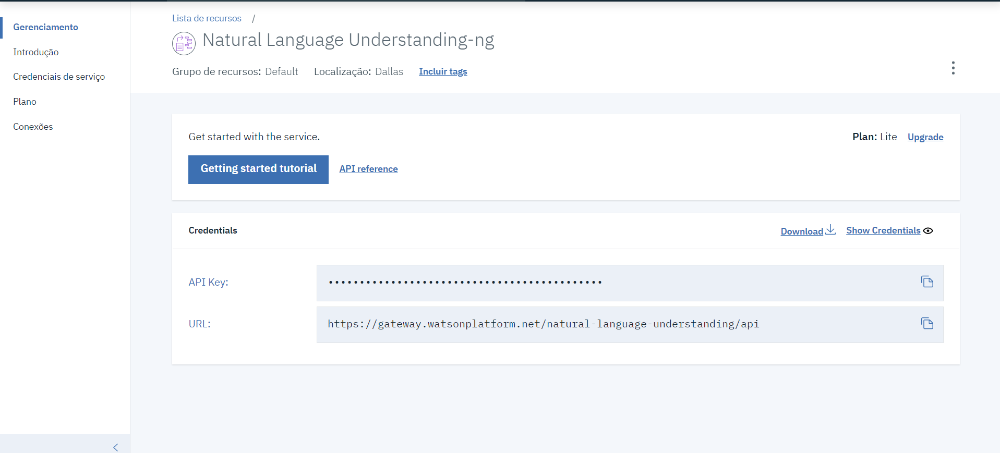 Gerenciamento
Introdução
Credenciais de serviço
Plano
Conexões
Lista de recursos /
Natural Language Understanding-ng
Grupo de recursos: Default Localização: Dallas Incluir tags
Get started with the service.
Plan: Lite Upgrade
Getting started tutorial API reference
Credentials
Download Show Credentials
API Key: ••••••••••••••••••••••••••••••••••••••••••••
URL: https://gateway.watsonplatform.net/natural-language-understanding/api